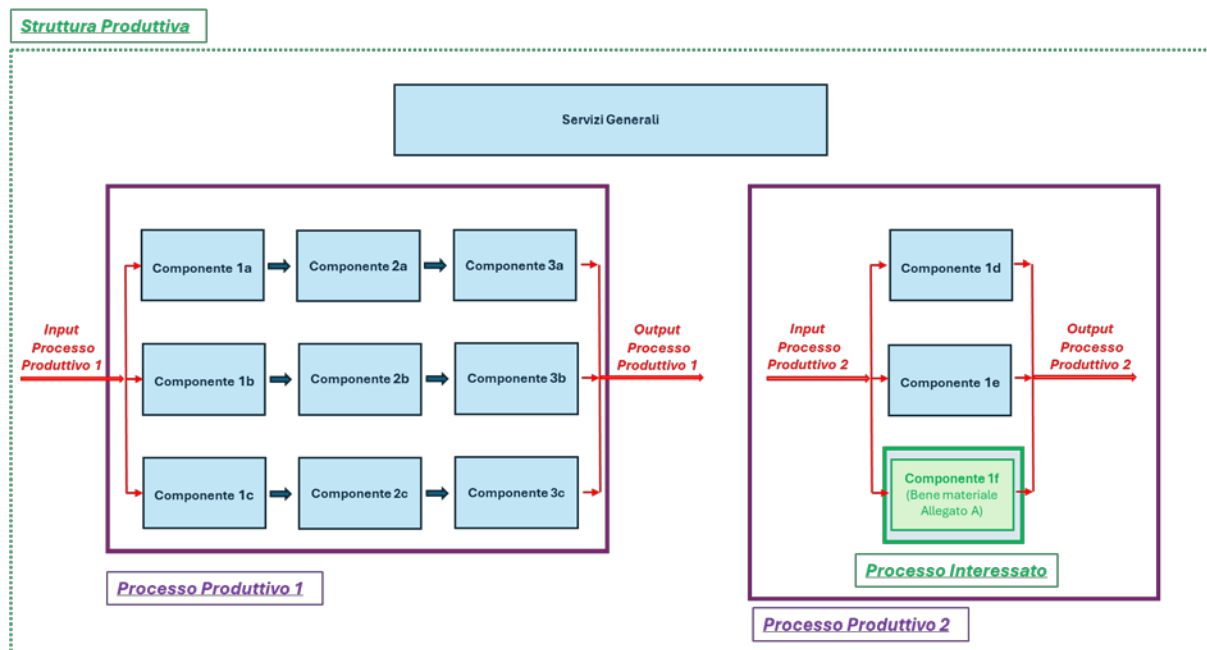 Struttura Produttiva
Servizi Generali
Componente 1a
Componente 2a
Componente 3a
Input
Processo
Produttivo 1
Componente 1b
Componente 2b
Componente 3b
Output
Processo
Produttivo 1
Componente 1c
Componente 2c
Componente 3c
Processo Produttivo 1
Componente 1d
Input
Processo
Produttivo 2
Componente 1e
Output
Processo
Produttivo 2
Componente 1f
(Bene materiale
Allegato A)
Processo Interessato
Processo Produttivo 2